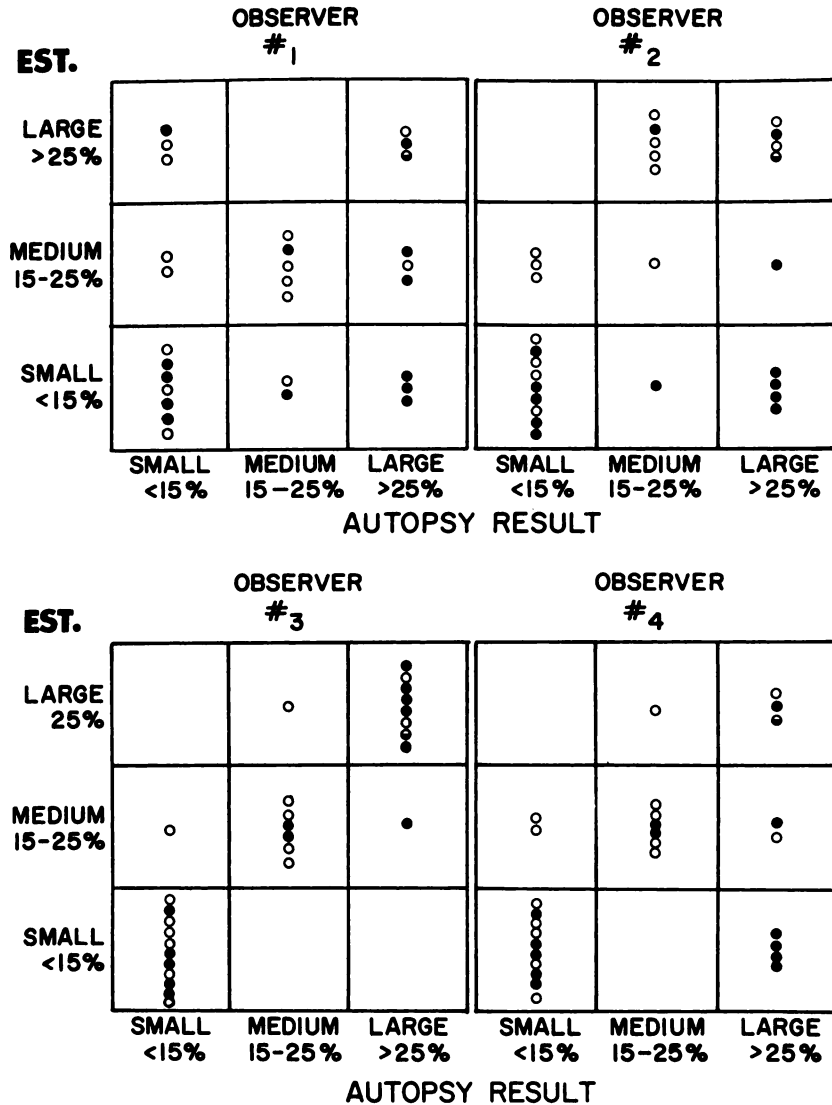 OBSERVER OBSERVER
#1 #2
EST.
LARGE
>25%
MEDIUM
15-25%
SMALL
<15%
SMALL MEDIUM LARGE SMALL MEDIUM LARGE
<15% 15-25% >25% <15% 15-25% >25%
AUTOPSY RESULT
OBSERVER OBSERVER
#3 #4
EST.
LARGE
25%
MEDIUM
15-25%
SMALL
<15%
SMALL MEDIUM LARGE SMALL MEDIUM LARGE
<15% 15-25% >25% <15% 15-25% >25%
AUTOPSY RESULT